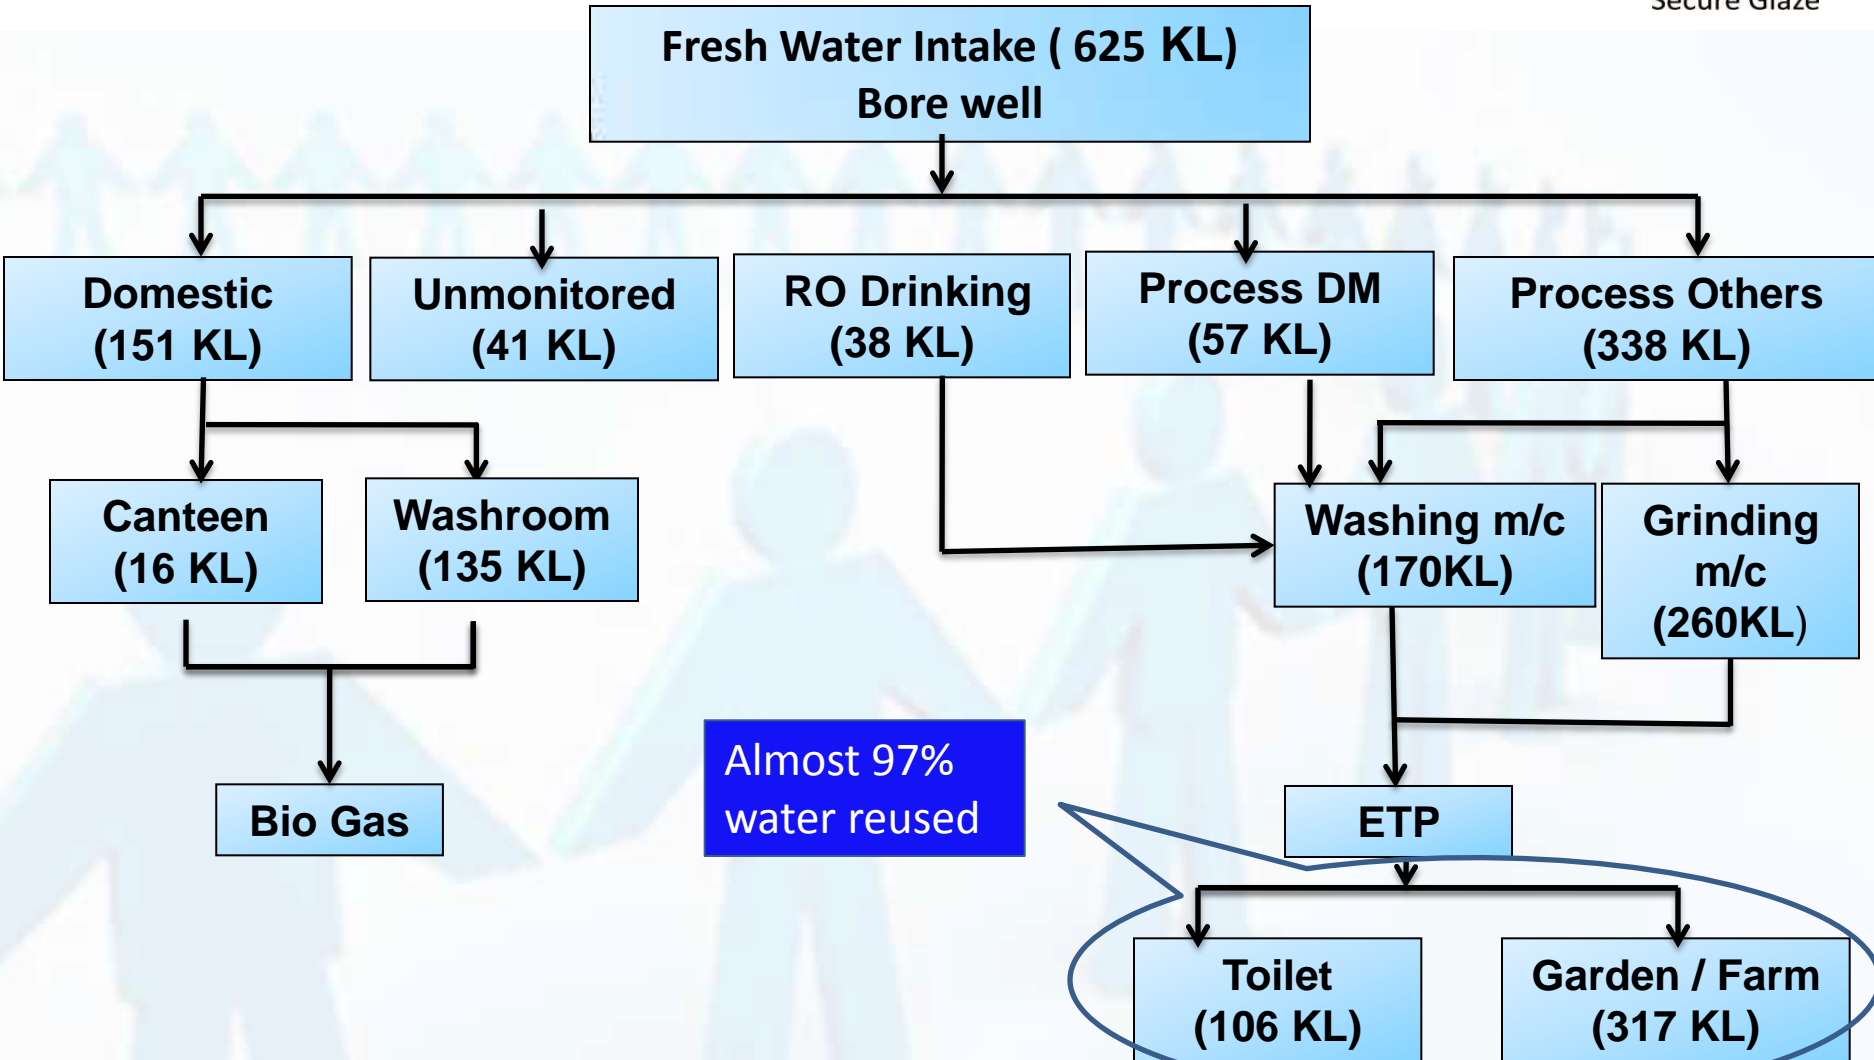 Secure Glaze
Fresh Water Intake ( 625 KL)
Bore well
Domestic
(151 KL)
Unmonitored
(41 KL)
RO Drinking
(38 KL)
Process DM
(57 KL)
Process Others
(338 KL)
Canteen
(16 KL)
Washroom
(135 KL)
Washing m/c
(170KL)
Grinding
m/c
(260KL)
Almost 97%
water reused
Bio Gas
ETP
Toilet
(106 KL)
Garden / Farm
(317 KL)